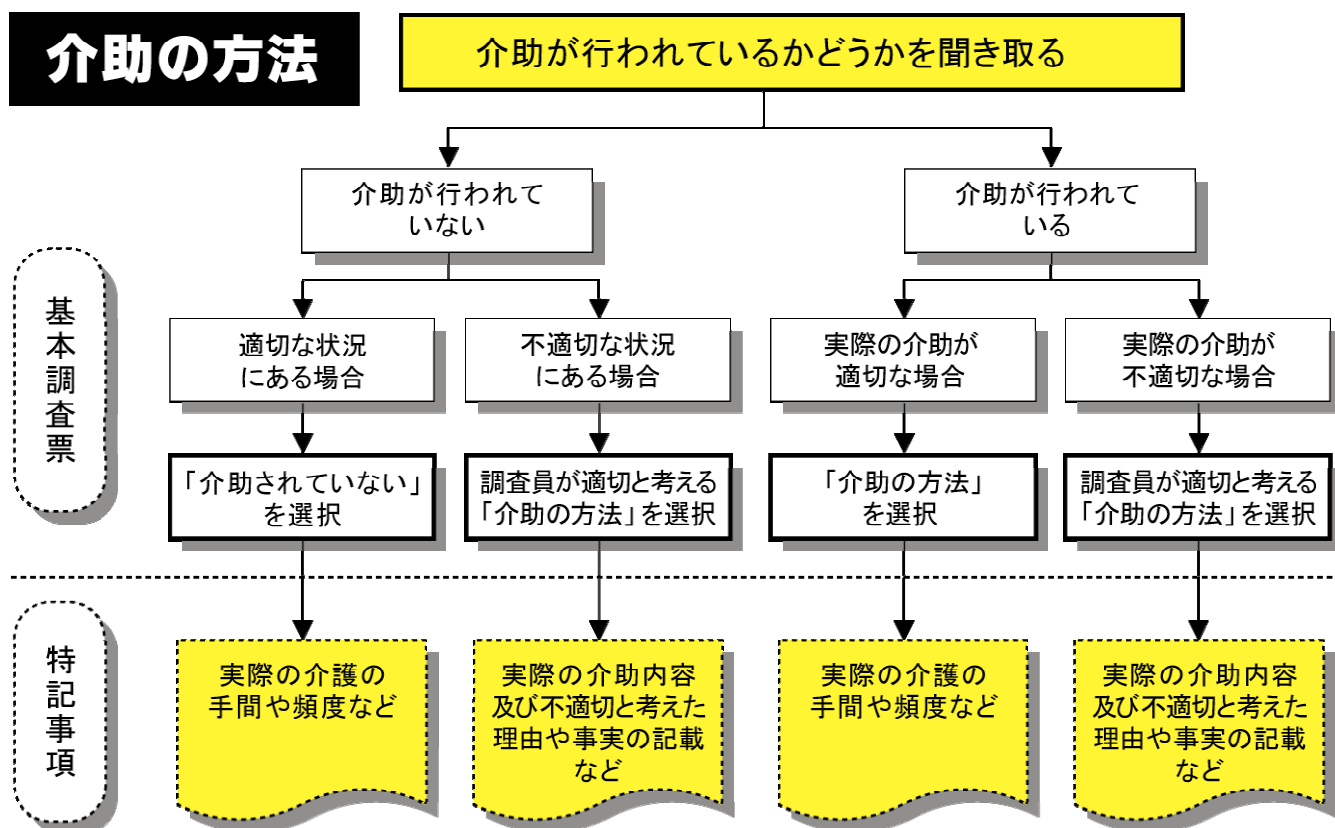 介助の方法
介助が行われているかどうかを聞き取る
介助が行われて
いない
介助が行われて
いる
基本調査票
適切な状況
にある場合
不適切な状況
にある場合
実際の介助が
適切な場合
実際の介助が
不適切な場合
「介助されていない」
を選択
調査員が適切と考える
「介助の方法」を選択
「介助の方法」
を選択
調査員が適切と考える
「介助の方法」を選択
特記事項
実際の介護の
手間や頻度など
実際の介助内容
及び不適切と考えた
理由や事実の記載
など
実際の介護の
手間や頻度など
実際の介助内容
及び不適切と考えた
理由や事実の記載
など